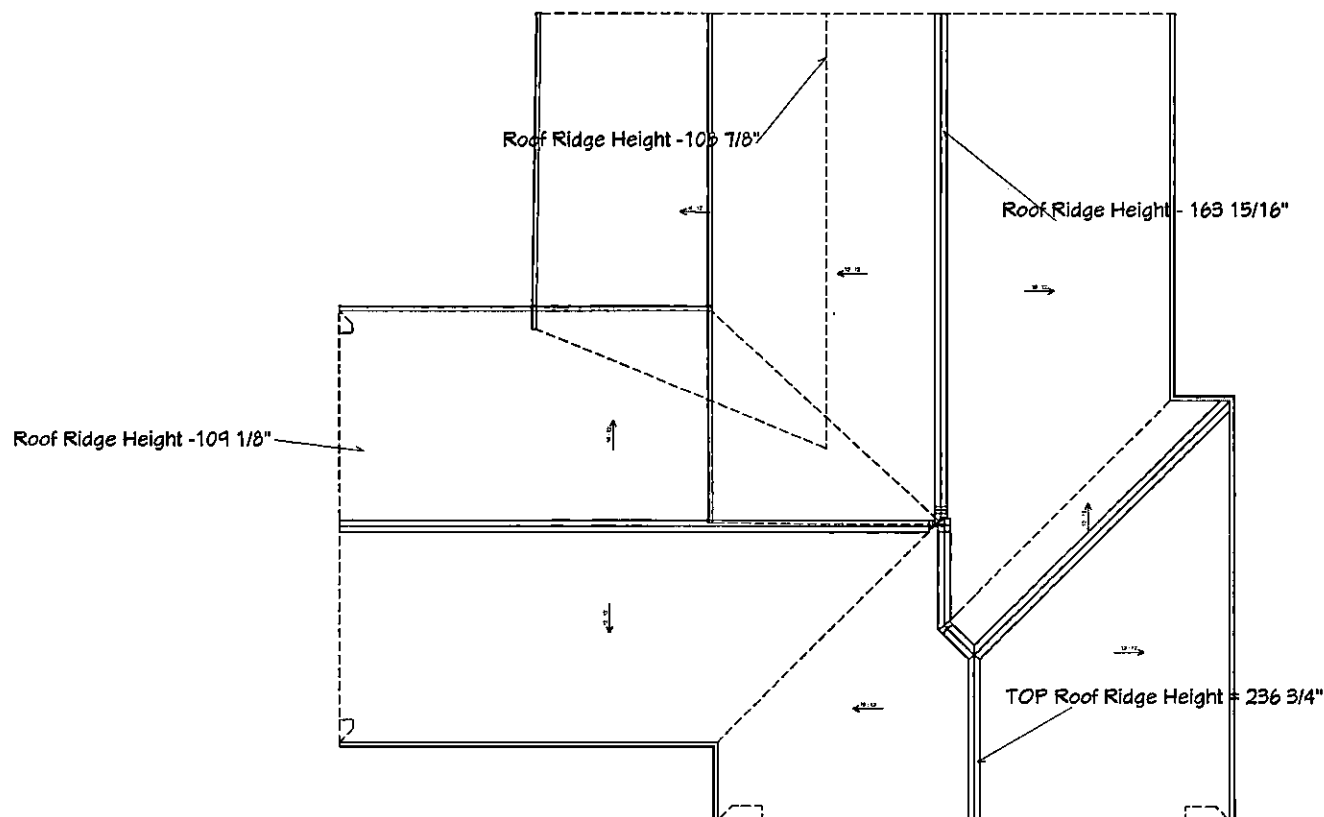 Roof Ridge Height -103 7/8"
Roof Ridge Height - 163 15/16"
Roof Ridge Height -109 1/8"
TOP Roof Ridge Height = 236 3/4"